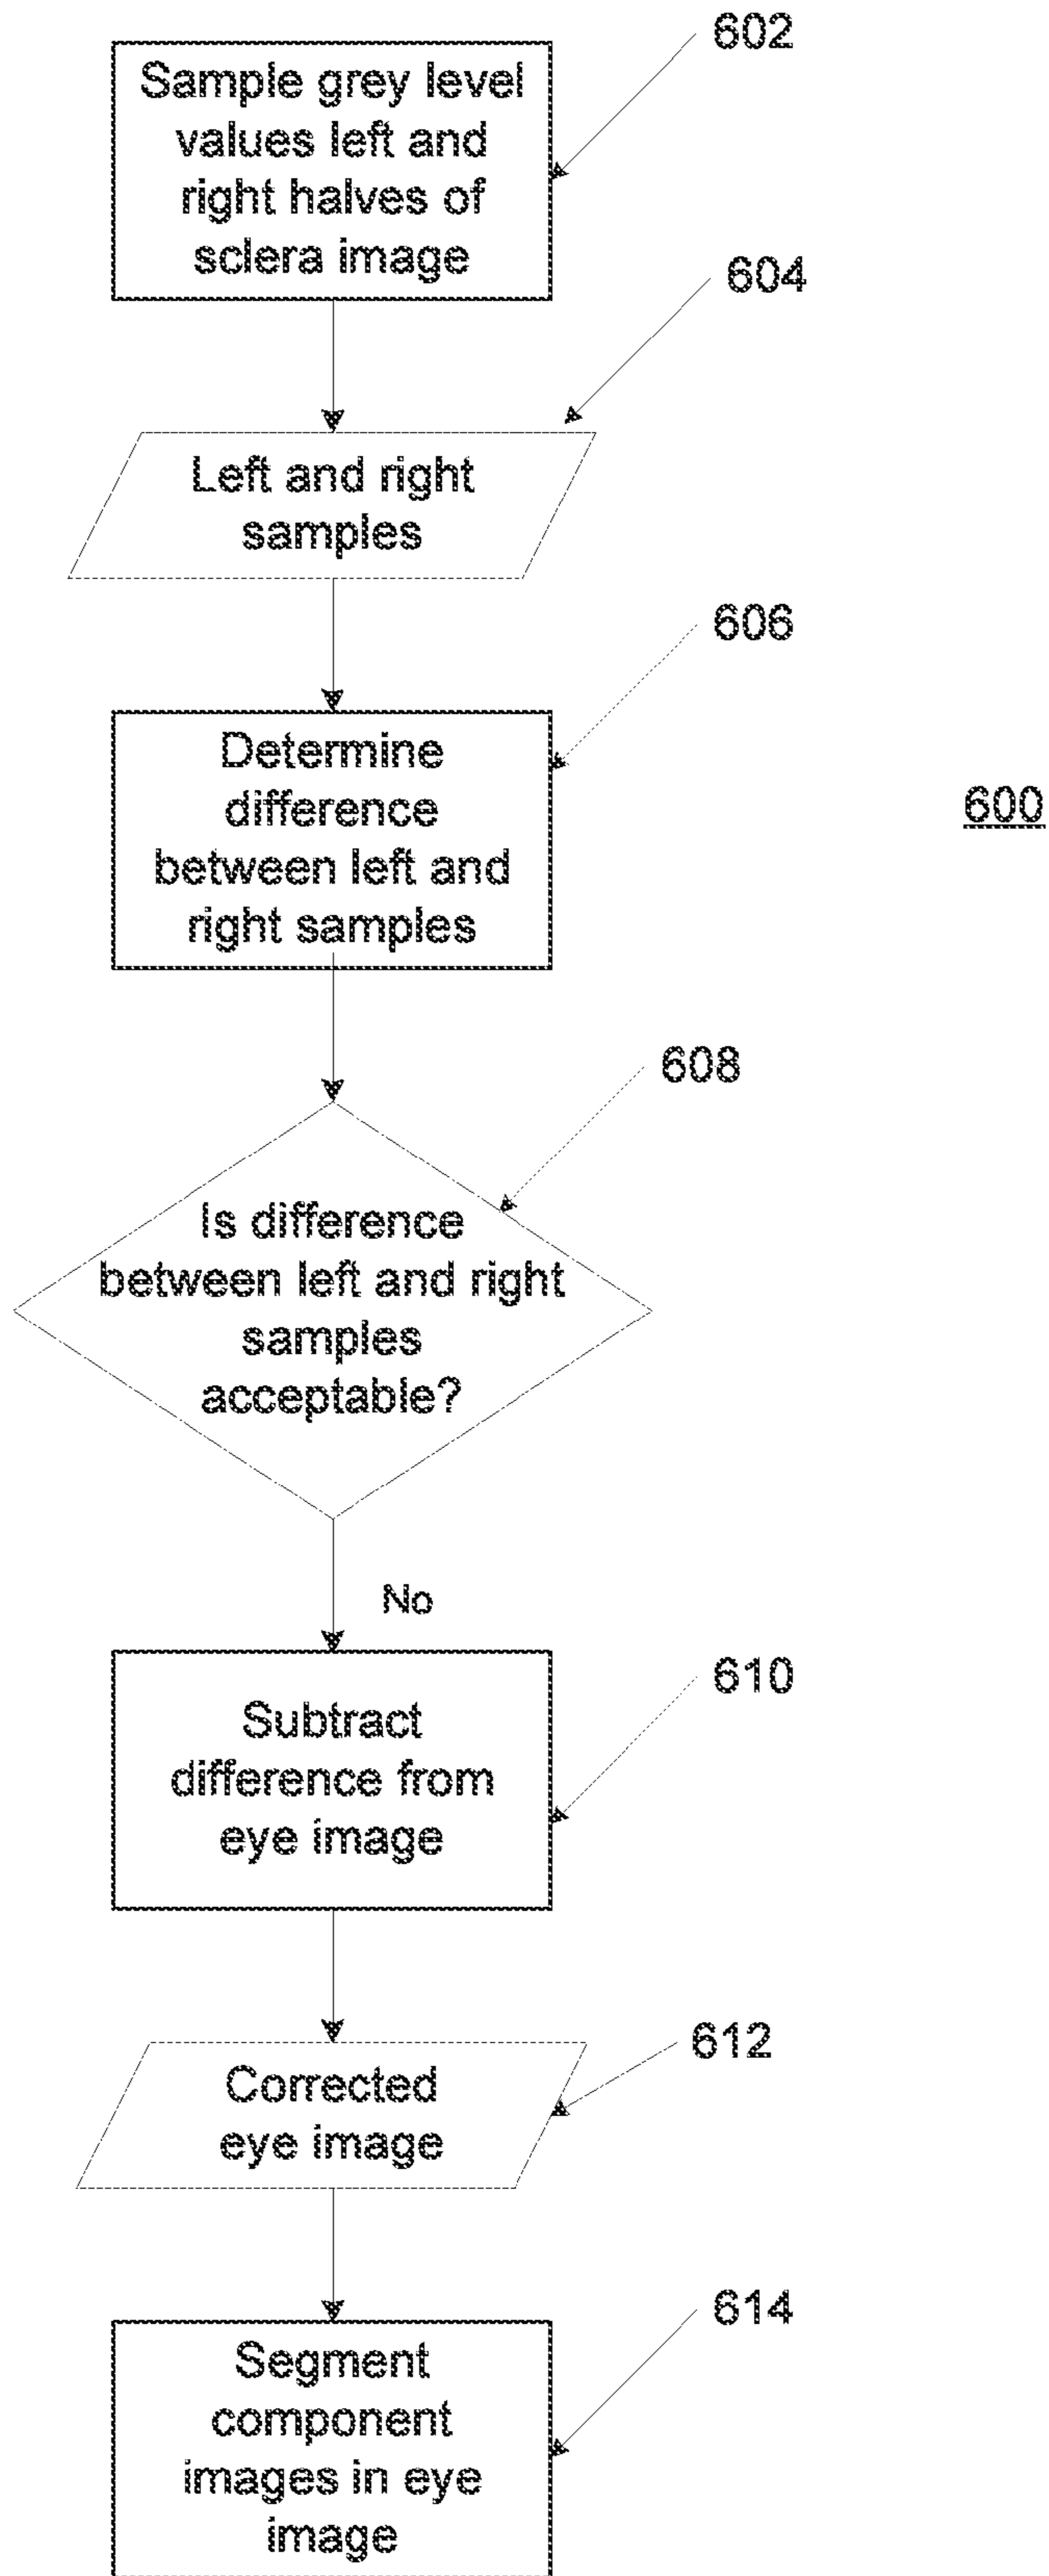 602
Sample grey level
values left and
right halves of
sclera image
604
Left and right
samples
606
Determine
difference
between left and
right samples
600
608
Is difference
between left and right
samples
acceptable?
No
610
Subtract
difference from
eye image
612
Corrected
eye image
614
Segment
component
images in eye
image